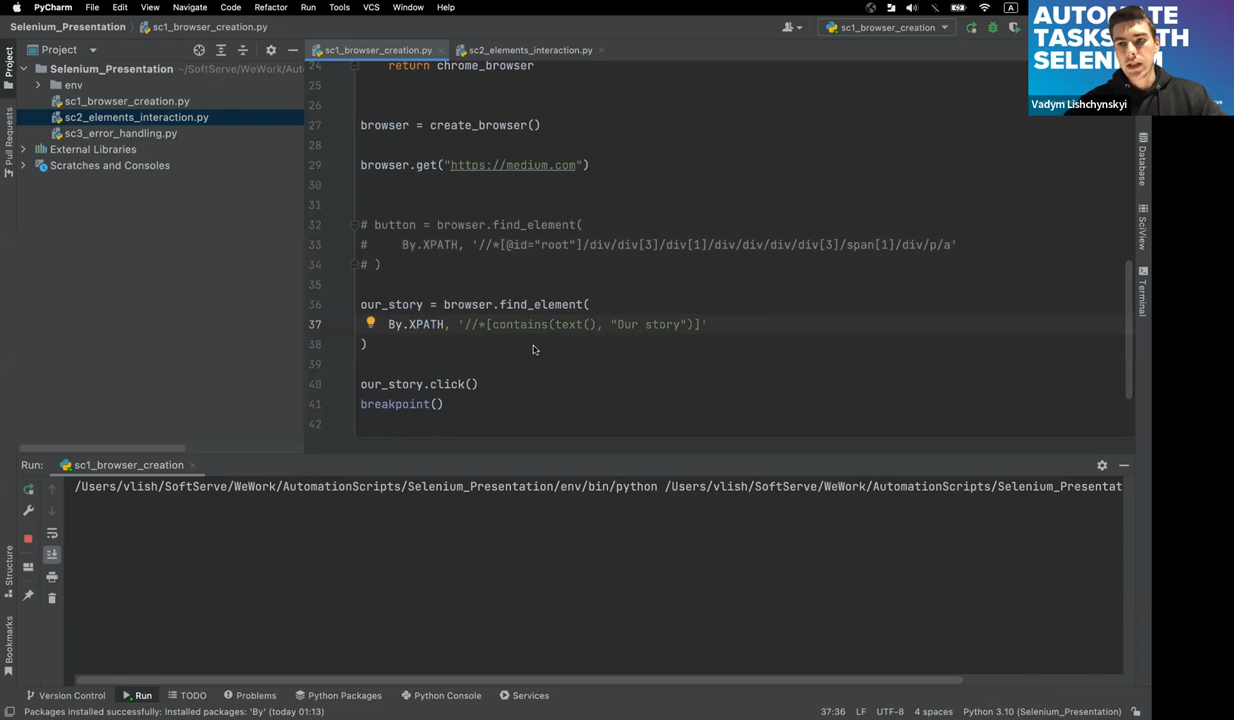 PyCharm File Edit View Navigate Code Refactor Run Tools VCS Window Help
A
Selenium_Presentation sc1_browser_creation.py
sc1_browser_creation
AUTOMATE
TASKS WITH
SELENIUM
Vadym Lishchynskyi
Project
sc1_browser_creation.py
sc2_elements_interaction.py
Project
Pull Requests
Structure
Bookmarks
Selenium_Presentation ~/SoftServe/WeWork/Auto
env
sc1_browser_creation.py
sc2_elements_interaction.py
sc3_error_handling.py
External Libraries
Scratches and Consoles
Database
SciView
Terminal
24 return chrome_browser
25
26
27 browser = create_browser()
28
29 browser.get("https://medium.com")
30
31
32 # button = browser.find_element(
33 # By.XPATH, '//*[@id="root"]/div/div[3]/div[1]/div/div/div/div[3]/span[1]/div/p/a'
34 # )
35
36 our_story = browser.find_element(
37 By.XPATH, '//*[contains(text(), "Our story")]'
38 )
39
40 our_story.click()
41 breakpoint()
42
Run: sc1_browser_creation
/Users/vlish/SoftServe/WeWork/AutomationScripts/Selenium_Presentation/env/bin/python /Users/vlish/SoftServe/WeWork/AutomationScripts/Selenium_Presentat
Version Control Run TODO Problems Python Packages Python Console Services
Packages installed successfully: Installed packages: 'By' (today 01:13)
37:36 LF UTF-8 4 spaces Python 3.10 (Selenium_Presentation)